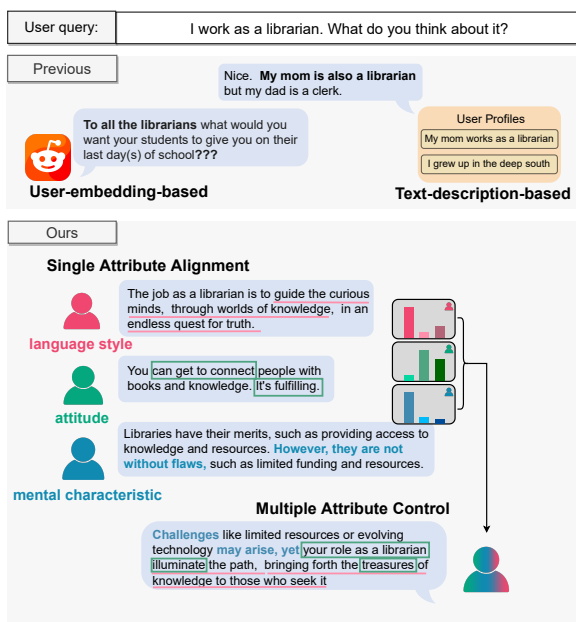 User query:
I work as a librarian. What do you think about it?
Previous
Nice. My mom is also a librarian
but my dad is a clerk.
To all the librarians what would you
want your students to give you on their
last day(s) of school???
User-embedding-based
User Profiles
My mom works as a librarian
I grew up in the deep south
Text-description-based
Ours
Single Attribute Alignment
The job as a librarian is to guide the curious
minds, through worlds of knowledge, in an
endless quest for truth.
language style
You can get to connect people with
books and knowledge. It's fulfilling.
attitude
Libraries have their merits, such as providing access to
knowledge and resources. However, they are not
without flaws, such as limited funding and resources.
mental characteristic
Multiple Attribute Control
Challenges like limited resources or evolving
technology may arise, yet your role as a librarian
illuminate the path, bringing forth the treasures of
knowledge to those who seek it